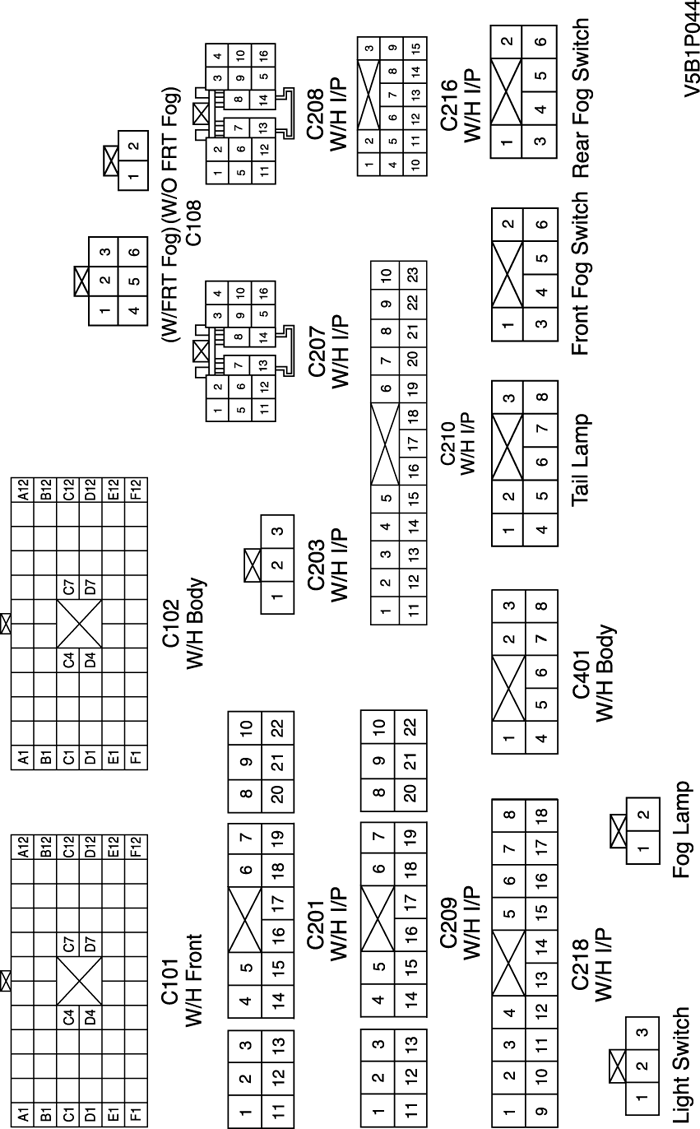 A1 A12
B1 B12
C1 C4 C7 C12
D1 D4 D7 D12
E1 E12
F1 F12
C101
W/H Front
A1 A12
B1 B12
C1 C4 C7 C12
D1 D4 D7 D12
E1 E12
F1 F12
C102
W/H Body
1 2 3
4 5 6
(W/FRT Fog)
1 2
(W/O FRT Fog)
C108
1 2 3 4 5 6 7 8 9 10
11 12 13 14 15 16 17 18 19 20 21 22
C201
W/H I/P
1 2 3
C203
W/H I/P
1 2 3 4
5 6 7 8 9 10
11 12 13 14 5 16
C207
W/H I/P
1 2 3 4
5 6 7 8 9 10
11 12 13 14 5 16
C208
W/H I/P
1 2 3 4 5 6 7 8 9 10
11 12 13 14 15 16 17 18 19 20 21 22
C209
W/H I/P
1 2 3 4 5 6 7 8 9 10
11 12 13 14 15 16 17 18 19 20 21 22 23
C210
W/H I/P
1 2 3
4 5 6 7 8 9
10 11 12 13 14 15
C216
W/H I/P
1 2 3 4 5 6 7 8
9 10 11 12 13 14 15 16 17 18
C218
W/H I/P
1 2 3
4 5 6 7 8
C401
W/H Body
1 2 3
4 5 6 7 8
Tail Lamp
1 2
3 4 5 6
Front Fog Switch
1 2
3 4 5 6
Rear Fog Switch
1 2 3
Light Switch
1 2
Fog Lamp
V5B1P044